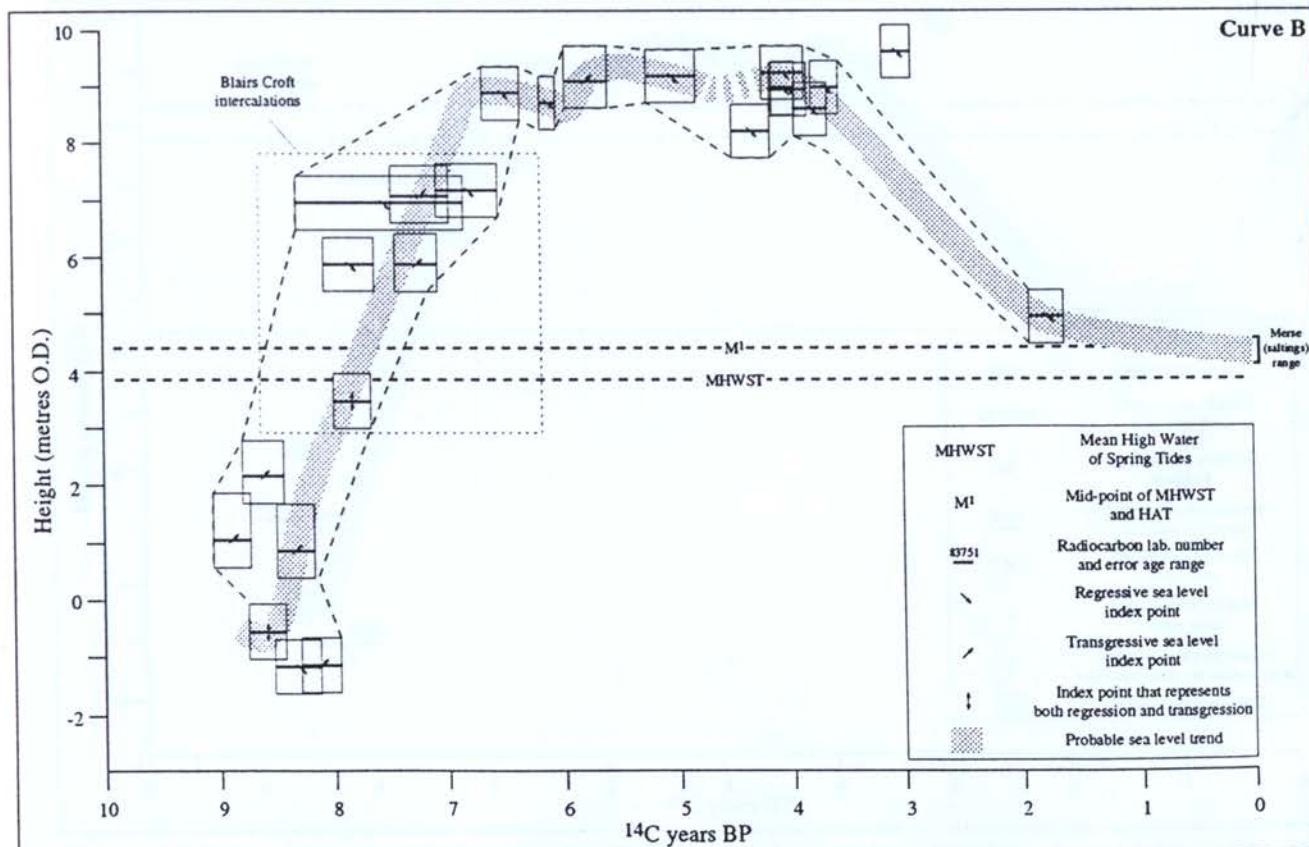 Curve B
10
8
6
4
2
0
-2
Height (metres O.D.)
Blairs Croft
intercalations
M¹
MHWST
Merse
(saltings)
range
MHWST
Mean High Water
of Spring Tides
M¹
Mid-point of MHWST
and HAT
83751
Radiocarbon lab. number
and error age range
Regressive sea level
index point
Transgressive sea level
index point
Index point that represents
both regression and transgression
Probable sea level trend
10 9 8 7 6 5 4 3 2 1 0
¹⁴C years BP